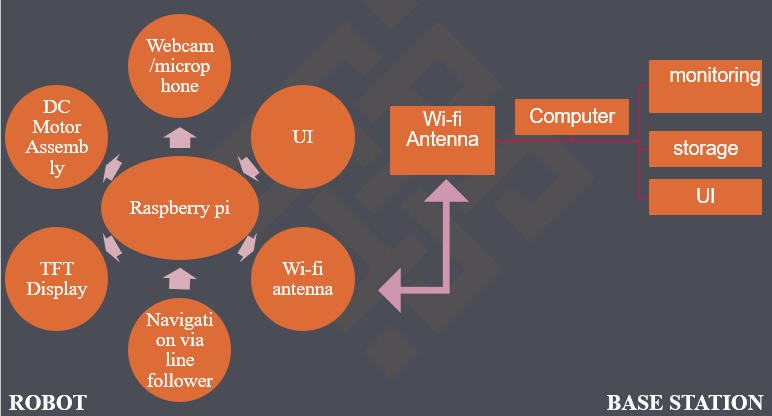 Webcam
/microp
hone
DC
Motor
Assemb
ly
UI
Raspberry pi
TFT
Display
Wi-fi
antenna
Navigati
on via
line
follower
ROBOT
Wi-fi
Antenna
Computer
monitoring
storage
UI
BASE STATION